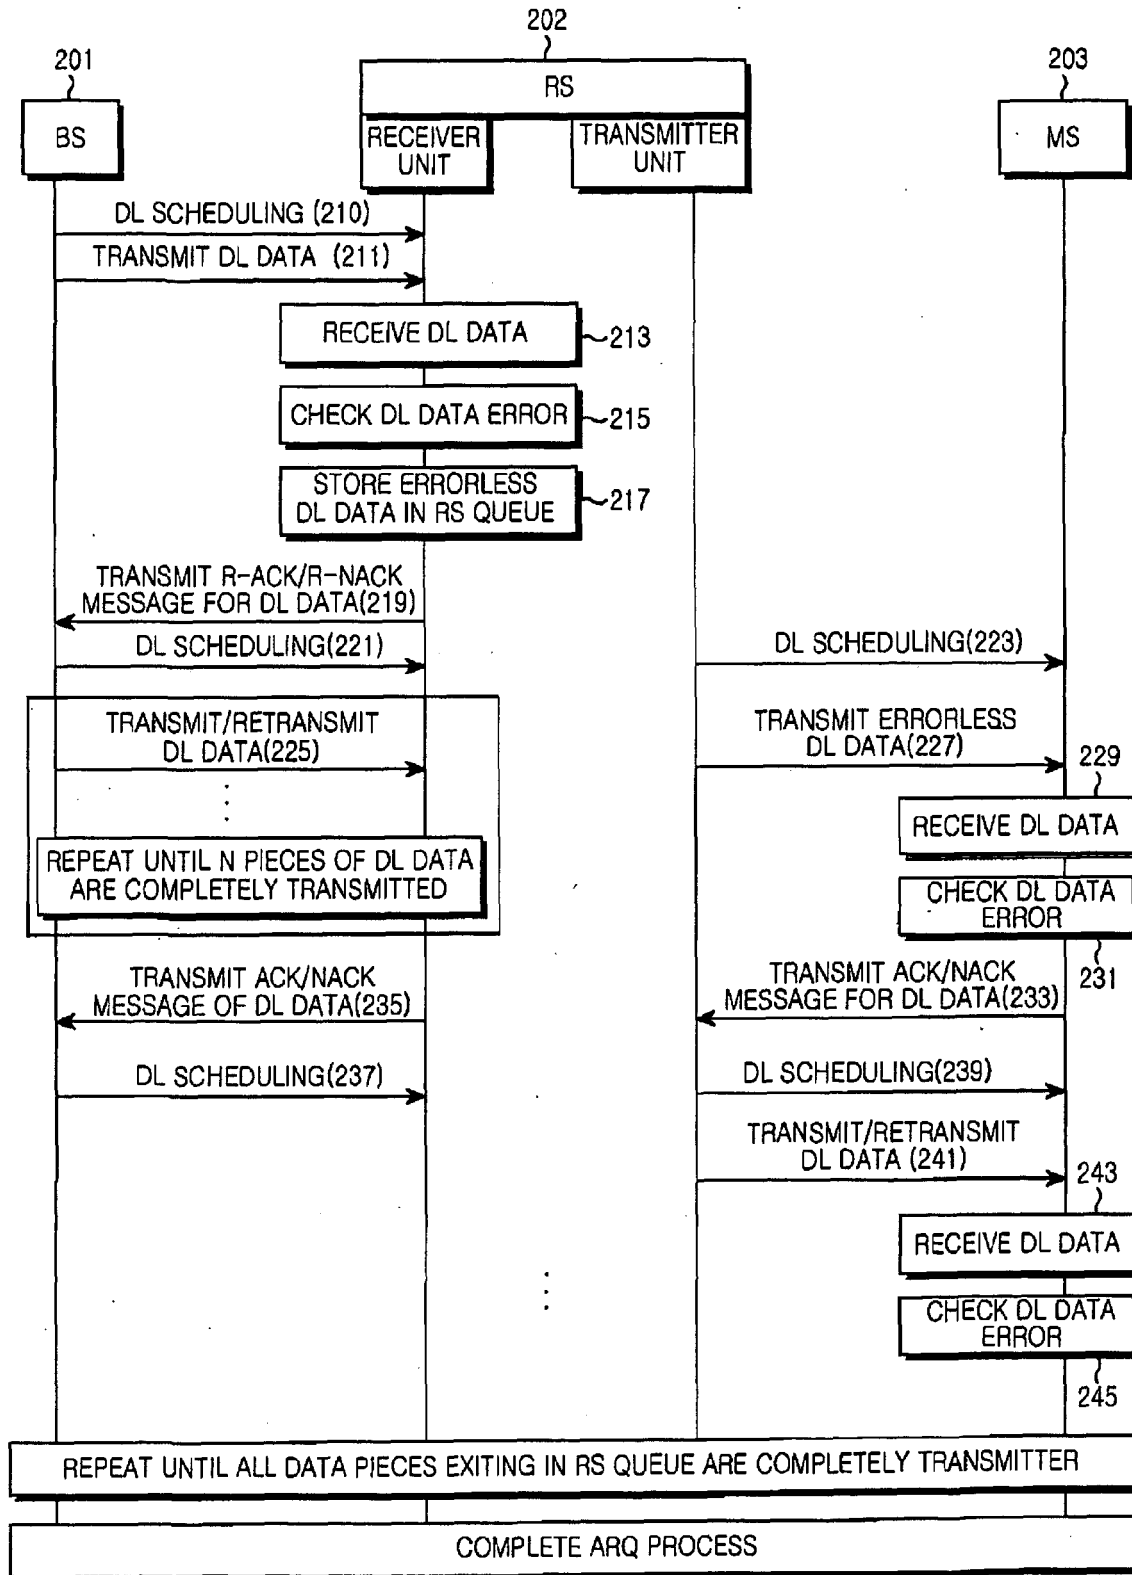 201
202
203
BS
RS
RECEIVER
UNIT
TRANSMITTER
UNIT
MS
DL SCHEDULING (210)
TRANSMIT DL DATA (211)
RECEIVE DL DATA
213
CHECK DL DATA ERROR
215
STORE ERRORLESS
DL DATA IN RS QUEUE
217
TRANSMIT R-ACK/R-NACK
MESSAGE FOR DL DATA(219)
DL SCHEDULING(221)
DL SCHEDULING(223)
TRANSMIT/RETRANSMIT
DL DATA(225)
TRANSMIT ERRORLESS
DL DATA(227)
229
RECEIVE DL DATA
REPEAT UNTIL N PIECES OF DL DATA
ARE COMPLETELY TRANSMITTED
CHECK DL DATA
ERROR
231
TRANSMIT ACK/NACK
MESSAGE OF DL DATA(235)
TRANSMIT ACK/NACK
MESSAGE FOR DL DATA(233)
DL SCHEDULING(237)
DL SCHEDULING(239)
TRANSMIT/RETRANSMIT
DL DATA (241)
243
RECEIVE DL DATA
CHECK DL DATA
ERROR
245
REPEAT UNTIL ALL DATA PIECES EXITING IN RS QUEUE ARE COMPLETELY TRANSMITTER
COMPLETE ARQ PROCESS